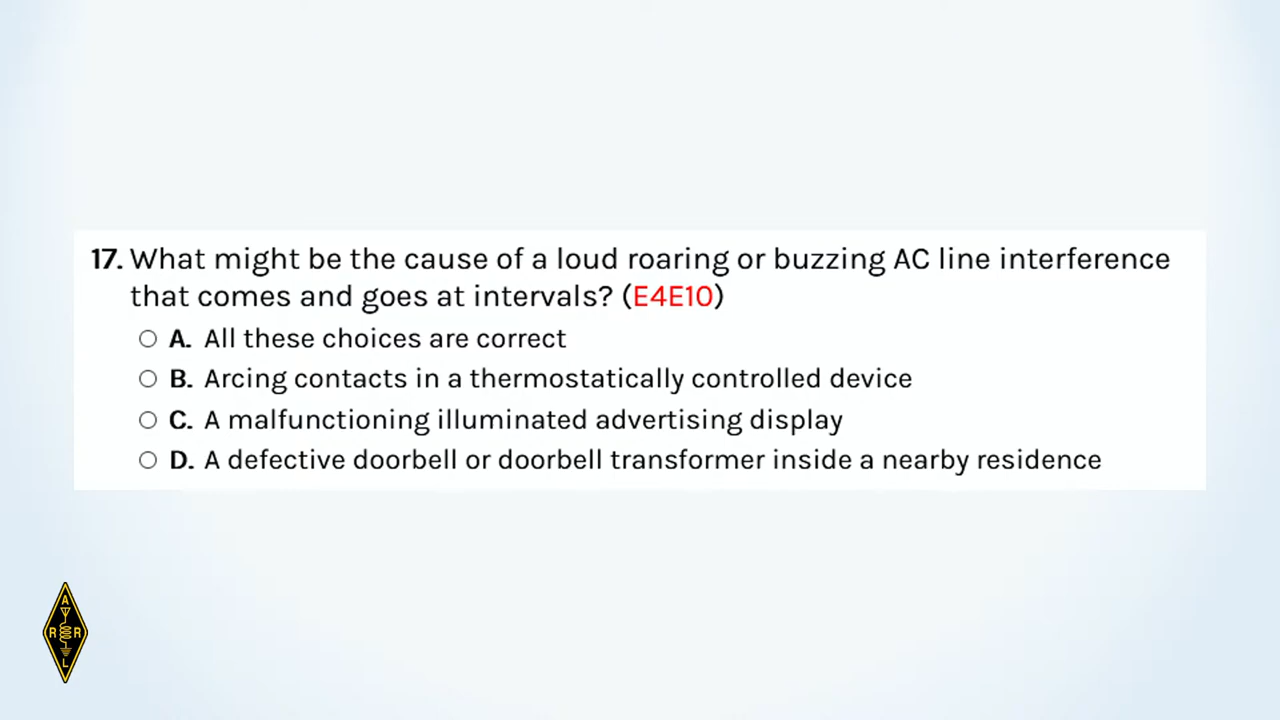 17. What might be the cause of a loud roaring or buzzing AC line interference
that comes and goes at intervals? (E4E10)
A. All these choices are correct
B. Arcing contacts in a thermostatically controlled device
C. A malfunctioning illuminated advertising display
D. A defective doorbell or doorbell transformer inside a nearby residence
A
R R
L